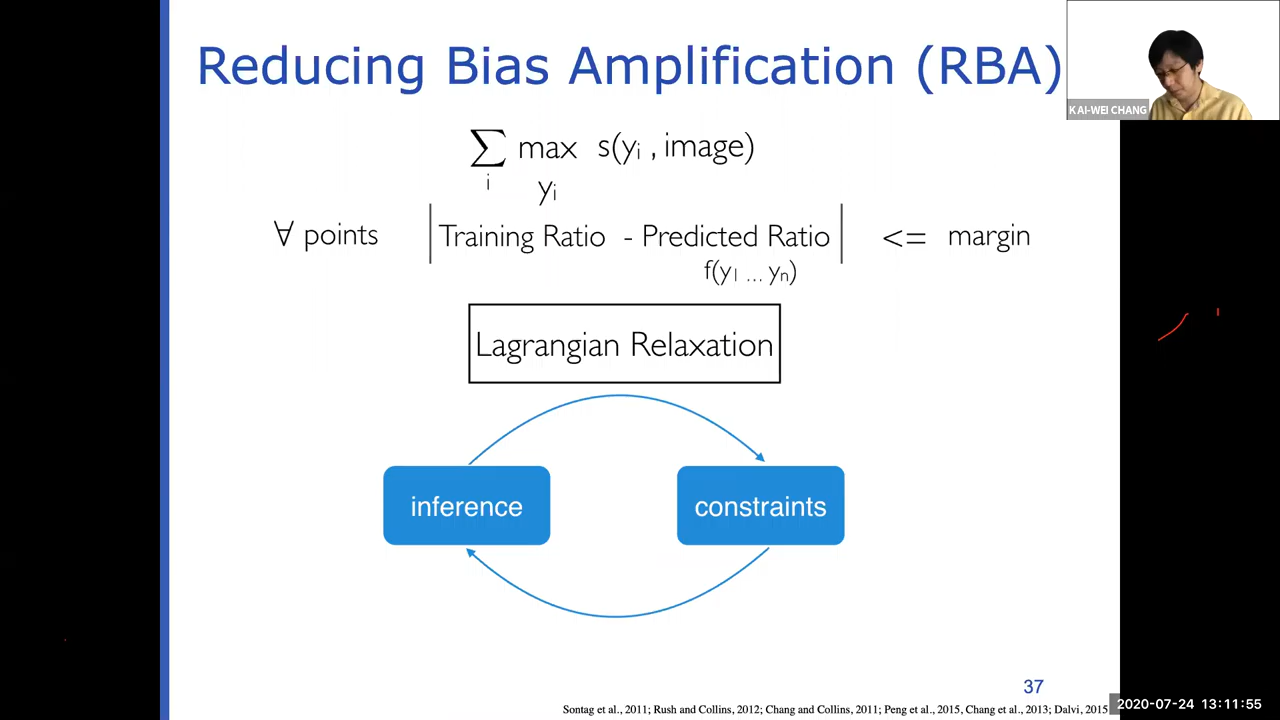 Reducing Bias Amplification (RBA)
KAI-WEI CHANG
∑ max s(yi , image)
i yi
∀ points | Training Ratio - Predicted Ratio | <= margin
f(y1 ... yn)
Lagrangian Relaxation
inference
constraints
37
Sontag et al., 2011; Rush and Collins, 2012; Chang and Collins, 2011; Peng et al., 2015, Chang et al., 2013; Dalvi, 2015
2020-07-24 13:11:55